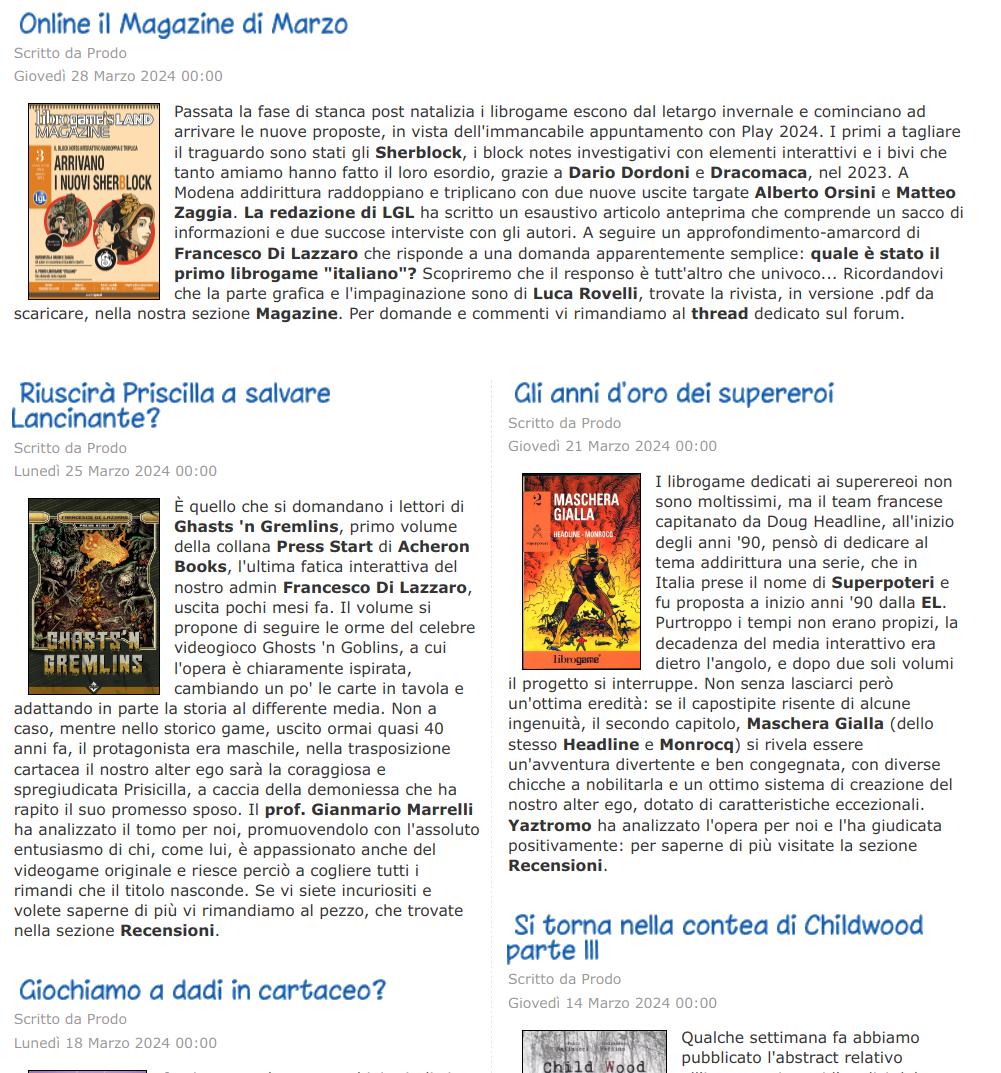 Online il Magazine di Marzo
Scritto da Prodo
Giovedì 28 Marzo 2024 00:00
librogame's LAND
MAGAZINE
3
IL BLOCK NOTES INTERATTIVO RADDOPPIA E TRIPLICA
ARRIVANO
I NUOVI SHERBLOCK
lgl
Passata la fase di stanca post natalizia i librogame escono dal letargo invernale e cominciano ad
arrivare le nuove proposte, in vista dell'immancabile appuntamento con Play 2024. I primi a tagliare
il traguardo sono stati gli Sherblock, i block notes investigativi con elementi interattivi e i bivi che
tanto amiamo hanno fatto il loro esordio, grazie a Dario Dordoni e Dracomaca, nel 2023. A
Modena addirittura raddoppiano e triplicano con due nuove uscite targate Alberto Orsini e Matteo
Zaggia. La redazione di LGL ha scritto un esaustivo articolo anteprima che comprende un sacco di
informazioni e due succose interviste con gli autori. A seguire un approfondimento-amarcord di
Francesco Di Lazzaro che risponde a una domanda apparentemente semplice: quale è stato il
primo librogame "italiano"? Scoprirenon che il responso è tutt'altro che univoco... Ricordandovi
che la parte grafica e l'impaginazione sono di Luca Rovelli, trovate la rivista, in versione .pdf da
scaricare, nella nostra sezione Magazine. Per domande e commenti vi rimandiamo al thread dedicato sul forum.
Riuscirà Priscilla a salvare
Lancinante?
Scritto da Prodo
Lunedì 25 Marzo 2024 00:00
FRANCESCO DI LAZZARO
PRESS START
GHASTS'N
GREMLINS
È quello che si domandano i lettori di
Ghasts 'n Gremlins, primo volume
della collana Press Start di Acheron
Books, l'ultima fatica interattiva del
nostro admin Francesco Di Lazzaro,
uscita pochi mesi fa. Il volume si
propone di seguire le orme del celebre
videogioco Ghosts 'n Goblins, a cui
l'opera è chiaramente ispirata,
cambiando un po' le carte in tavola e
adattando in parte la storia al differente media. Non a
caso, mentre nello storico game, uscito ormai quasi 40
anni fa, il protagonista era maschile, nella trasposizione
cartacea il nostro alter ego sarà la coraggiosa e
spregiudicata Prisicilla, a caccia della demoniessa che ha
rapito il suo promesso sposo. Il prof. Gianmario Marrelli
ha analizzato il tomo per noi, promuovendolo con l'assoluto
entusiasmo di chi, come lui, è appassionato anche del
videogame originale e riesce perciò a cogliere tutti i
rimandi che il titolo nasconde. Se vi siete incuriositi e
volete saperne di più vi rimandiamo al pezzo, che trovate
nella sezione Recensioni.
Giochiamo a dadi in cartaceo?
Scritto da Prodo
Lunedì 18 Marzo 2024 00:00
Gli anni d'oro dei supereroi
Scritto da Prodo
Giovedì 21 Marzo 2024 00:00
2
MASCHERA
GIALLA
HEADLINE - MONROCQ
superpoteri
librogame
I librogame dedicati ai superereoi non
sono moltissimi, ma il team francese
capitanato da Doug Headline, all'inizio
degli anni '90, pensò di dedicare al
tema addirittura una serie, che in
Italia prese il nome di Superpoteri e
fu proposta a inizio anni '90 dalla EL.
Purtroppo i tempi non erano propizi, la
decadenza del media interattivo era
dietro l'angolo, e dopo due soli volumi
il progetto si interruppe. Non senza lasciarci però
un'ottima eredità: se il capostipite risente di alcune
ingenuità, il secondo capitolo, Maschera Gialla (dello
stesso Headline e Monrocq) si rivela essere
un'avventura divertente e ben congegnata, con diverse
chicche a nobilitarla e un ottimo sistema di creazione del
nostro alter ego, dotato di caratteristiche eccezionali.
Yaztromo ha analizzato l'opera per noi e l'ha giudicata
positivamente: per saperne di più visitate la sezione
Recensioni.
Si torna nella contea di Childwood
parte III
Scritto da Prodo
Giovedì 14 Marzo 2024 00:00
Child Wood
Qualche settimana fa abbiamo
pubblicato l'abstract relativo